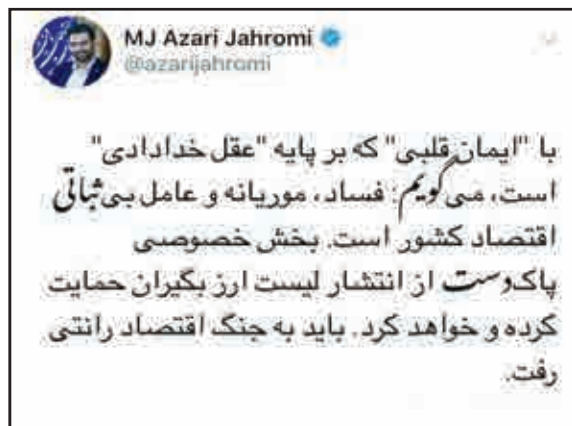 MJ Azari Jahromi
@azarijahromi
با "ایمان قلبی" که بر پایه "عقل خدادادی"
است، می‌گویم: فساد، موریانه و عامل بی‌ثباتی
اقتصاد کشور است. بخش خصوصی
پاکدست از انتشار لیست ارز بگیران حمایت
کرده و خواهد کرد. باید به جنگ اقتصاد رانتی
رفت.